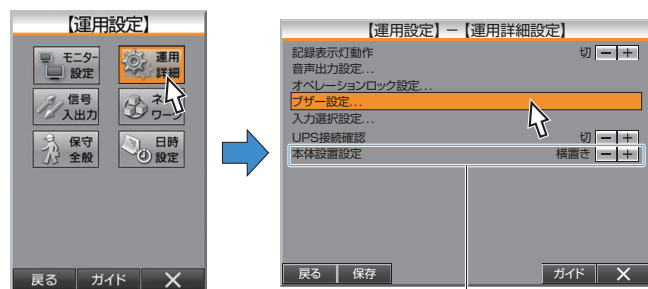 【運用設定】
モニター
設定
運用
詳細
信号
入出力
ネ
ワーク
保守
全般
日時
設定
戻る ガイド ×
【運用設定】－【運用詳細設定】
記録表示灯動作 切 － ＋
音声出力設定...
オペレーションロック設定...
ブザー設定...
入力選択設定...
UPS接続確認 切 － ＋
本体設置設定 横置き － ＋
戻る 保存 ガイド ×